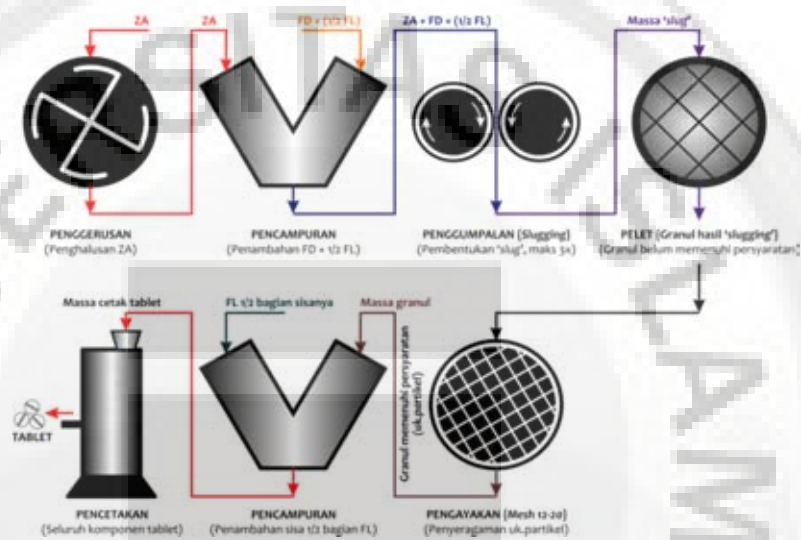 ZA
ZA
FD + (1/2 FL)
ZA + FD + (1/2 FL)
Massa 'slug'
PENGGERUSAN
(Penghalusan ZA)
PENCAMPURAN
(Penambahan FD + 1/2 FL)
PENGGUMPALAN (Slugging)
(Pembentukan 'slug', maks 3x)
PELET (Granul hasil 'slugging')
(Granul belum memenuhi persyaratan)
Massa cetak tablet
FL 1/2 bagian sisanya
Massa granul
Granul memenuhi persyaratan
(uk.partikel)
TABLET
PENCETAKAN
(Seluruh komponen tablet)
PENCAMPURAN
(Penambahan sisa 1/2 bagian FL)
PENGAYAKAN (Mesh 12-20)
(Penyeragaman uk.partikel)
SITAS ISLAM